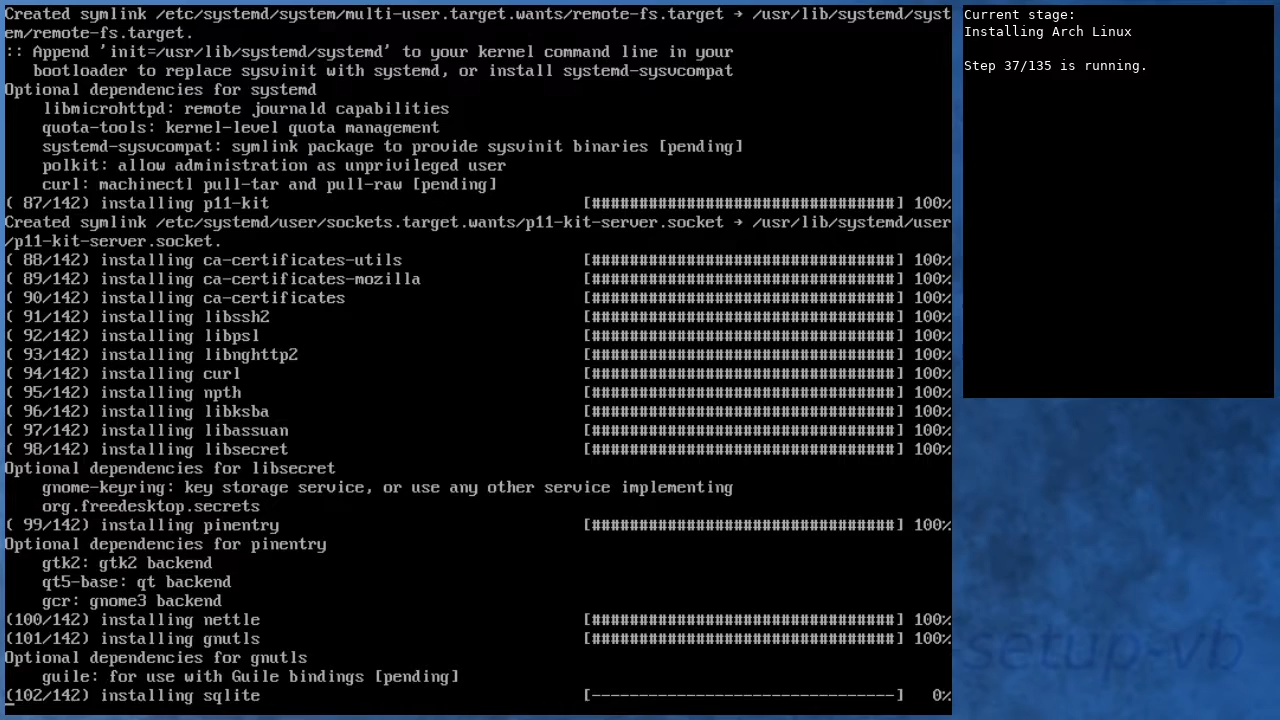 Created symlink /etc/systemd/system/multi-user.target.wants/remote-fs.target → /usr/lib/systemd/syst
em/remote-fs.target.
:: Append 'init=/usr/lib/systemd/systemd' to your kernel command line in your
   bootloader to replace sysvinit with systemd, or install systemd-sysvcompat
Optional dependencies for systemd
    libmicrohttpd: remote journald capabilities
    quota-tools: kernel-level quota management
    systemd-sysvcompat: symlink package to provide sysvinit binaries [pending]
    polkit: allow administration as unprivileged user
    curl: machinectl pull-tar and pull-raw [pending]
( 87/142) installing p11-kit                                 [################################] 100%
Created symlink /etc/systemd/user/sockets.target.wants/p11-kit-server.socket → /usr/lib/systemd/user
/p11-kit-server.socket.
( 88/142) installing ca-certificates-utils                   [################################] 100%
( 89/142) installing ca-certificates-mozilla                 [################################] 100%
( 90/142) installing ca-certificates                         [################################] 100%
( 91/142) installing libssh2                                 [################################] 100%
( 92/142) installing libpsl                                  [################################] 100%
( 93/142) installing libnghttp2                              [################################] 100%
( 94/142) installing curl                                    [################################] 100%
( 95/142) installing npth                                    [################################] 100%
( 96/142) installing libksba                                 [################################] 100%
( 97/142) installing libassuan                               [################################] 100%
( 98/142) installing libsecret                               [################################] 100%
Optional dependencies for libsecret
    gnome-keyring: key storage service, or use any other service implementing
    org.freedesktop.secrets
( 99/142) installing pinentry                                [################################] 100%
Optional dependencies for pinentry
    gtk2: gtk2 backend
    qt5-base: qt backend
    gcr: gnome3 backend
(100/142) installing nettle                                  [################################] 100%
(101/142) installing gnutls                                  [################################] 100%
Optional dependencies for gnutls
    guile: for use with Guile bindings [pending]
(102/142) installing sqlite                                  [--------------------------------]   0%
Current stage:
Installing Arch Linux
Step 37/135 is running.
setup-vb